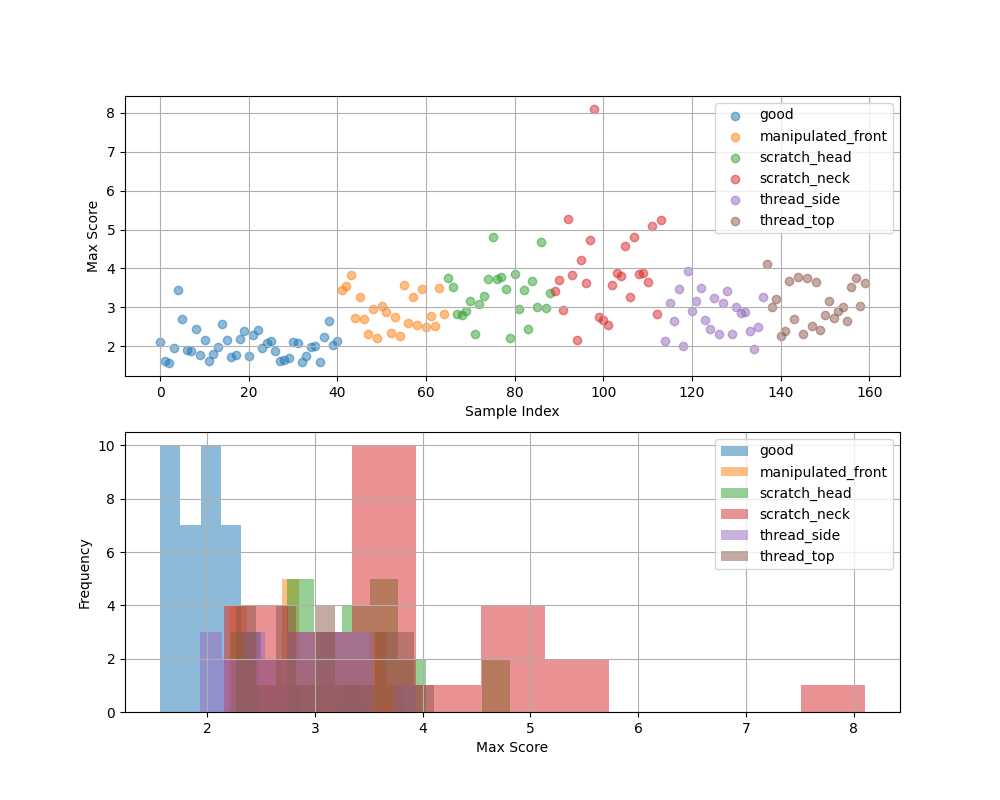 8
7
6
5
4
3
2
Max Score
good
manipulated_front
scratch_head
scratch_neck
thread_side
thread_top
0 20 40 60 80 100 120 140 160
Sample Index
10
8
6
4
2
0
Frequency
good
manipulated_front
scratch_head
scratch_neck
thread_side
thread_top
2 3 4 5 6 7 8
Max Score